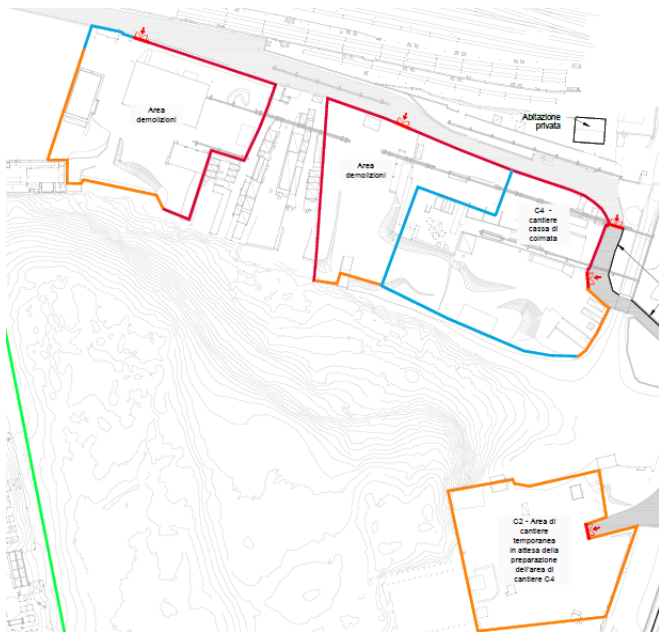 Area
demolizioni
Area
demolizioni
Abitazione
privata
C4 -
cantiere
cassa di
colmata
C2 - Area di
cantiere
temporanea
in attesa della
preparazione
dell'area di
cantiere C4